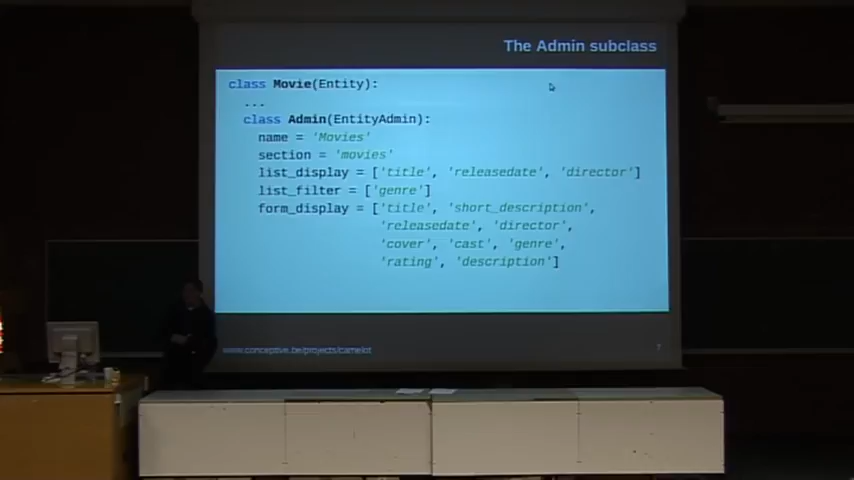 The Admin subclass
class Movie(Entity):
...
class Admin(EntityAdmin):
name = 'Movies'
section = 'movies'
list_display = ['title', 'releasedate', 'director']
list_filter = ['genre']
form_display = ['title', 'short_description',
'releasedate', 'director',
'cover', 'cast', 'genre',
'rating', 'description']
www.conceptive.be/projects/camelot
7